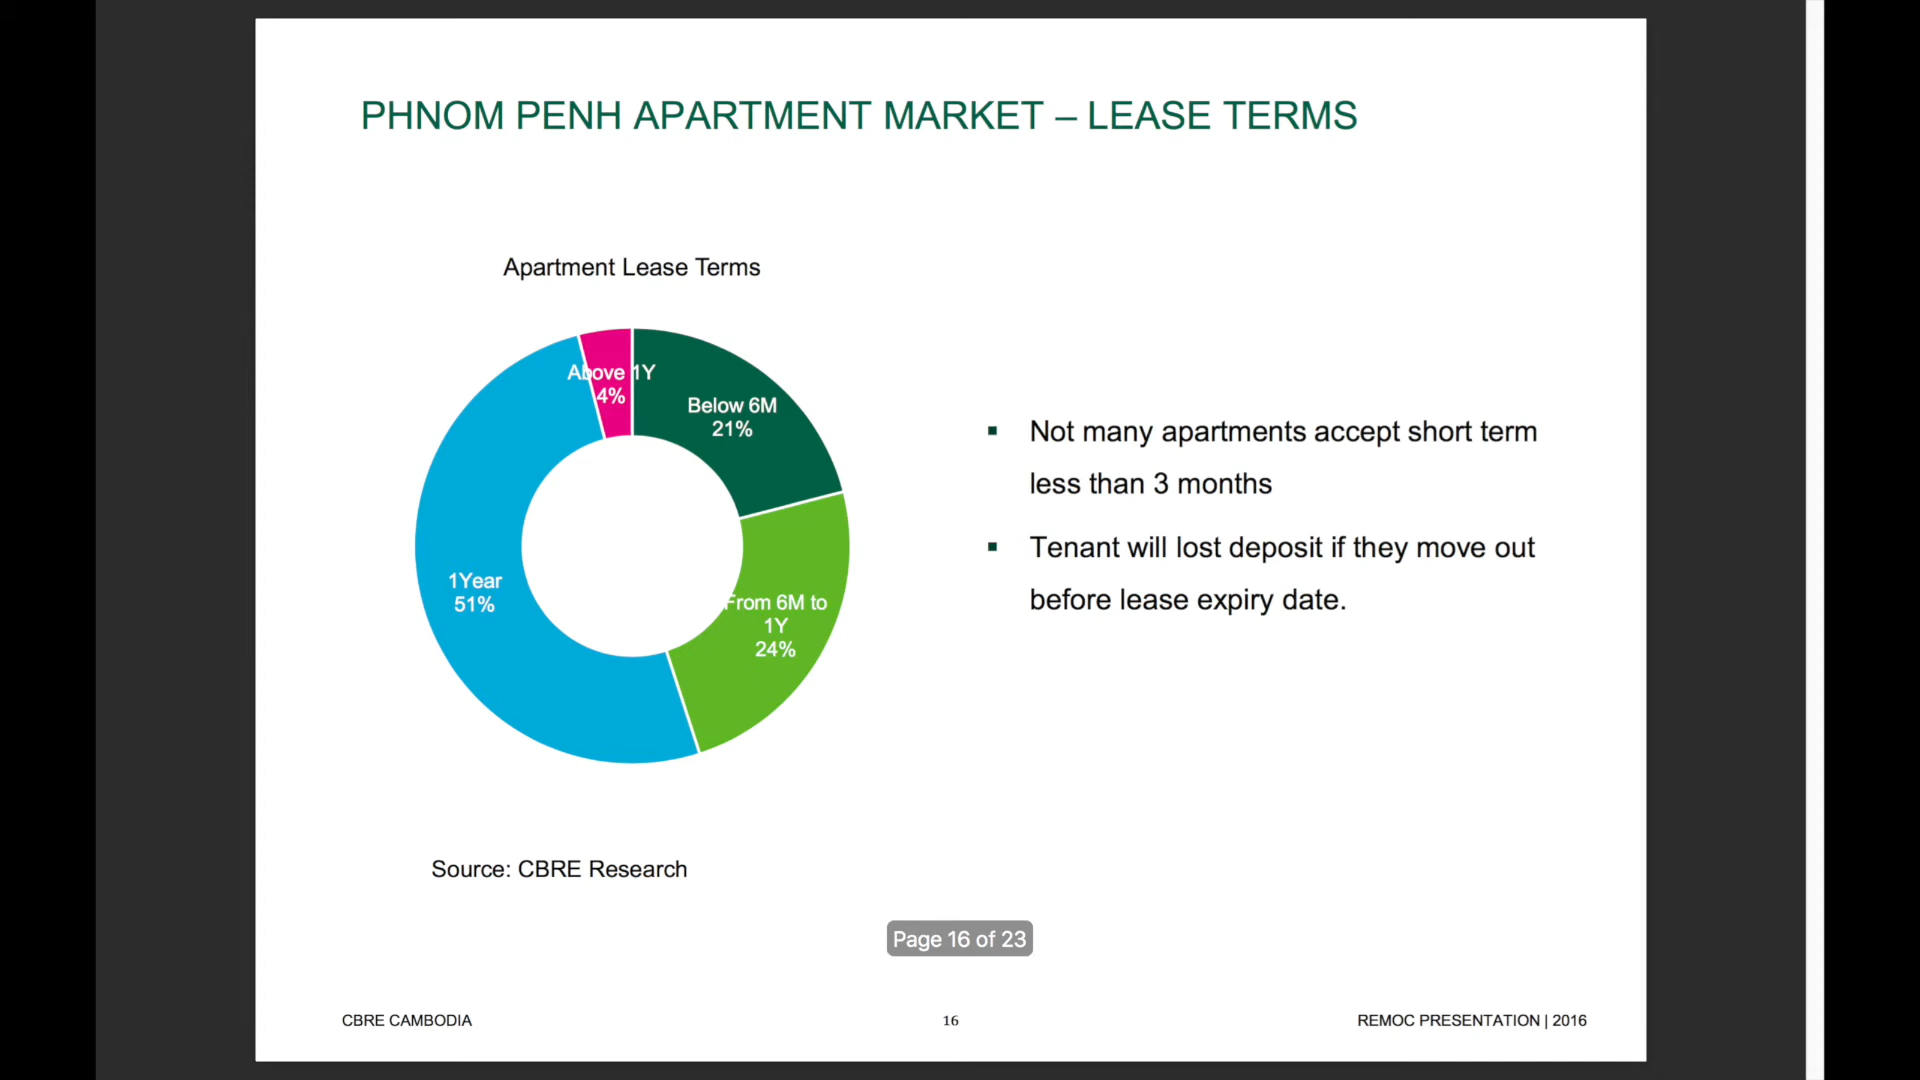 PHNOM PENH APARTMENT MARKET – LEASE TERMS
Apartment Lease Terms
Above 1Y
4%
Below 6M
21%
1Year
51%
From 6M to
1Y
24%
▪ Not many apartments accept short term
less than 3 months
▪ Tenant will lost deposit if they move out
before lease expiry date.
Source: CBRE Research
Page 16 of 23
CBRE CAMBODIA
16
REMOC PRESENTATION | 2016